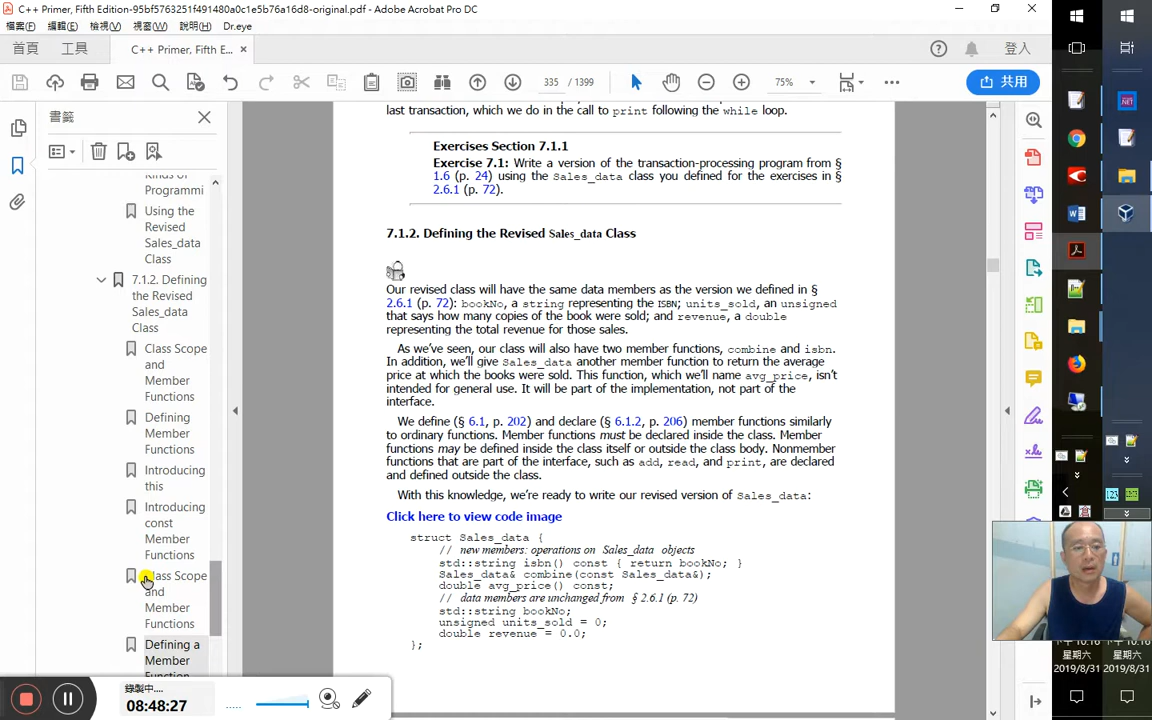 C++ Primer, Fifth Edition-95bf5763251401480a0c1e5b76a16d8-original.pdf - Adobe Acrobat Pro DC
檔案(F) 編輯(E) 檢視(V) 視窗(W) 說明(H) Dr.eye
首頁 工具 C++ Primer, Fifth E... × 登入
335 / 1399 75% 共用
書籤
Programmi
Using the
Revised
Sales_data
Class
7.1.2. Defining
the Revised
Sales_data
Class
Class Scope
and
Member
Functions
Defining
Member
Functions
Introducing
this
Introducing
const
Member
Functions
Class Scope
and
Member
Functions
Defining a
Member
last transaction, which we do in the call to print following the while loop.
Exercises Section 7.1.1
Exercise 7.1: Write a version of the transaction-processing program from §
1.6 (p. 24) using the Sales_data class you defined for the exercises in §
2.6.1 (p. 72).
7.1.2. Defining the Revised Sales_data Class
Our revised class will have the same data members as the version we defined in §
2.6.1 (p. 72): bookNo, a string representing the ISBN; units_sold, an unsigned
that says how many copies of the book were sold; and revenue, a double
representing the total revenue for those sales.
As we've seen, our class will also have two member functions, combine and isbn.
In addition, we'll give Sales_data another member function to return the average
price at which the books were sold. This function, which we'll name avg_price, isn't
intended for general use. It will be part of the implementation, not part of the
interface.
We define (§ 6.1, p. 202) and declare (§ 6.1.2, p. 206) member functions similarly
to ordinary functions. Member functions must be declared inside the class. Member
functions may be defined inside the class itself or outside the class body. Nonmember
functions that are part of the interface, such as add, read, and print, are declared
and defined outside the class.
With this knowledge, we're ready to write our revised version of Sales_data:
Click here to view code image
struct Sales_data {
// new members: operations on Sales_data objects
std::string isbn() const { return bookNo; }
Sales_data& combine(const Sales_data&);
double avg_price() const;
// data members are unchanged from § 2.6.1 (p. 72)
std::string bookNo;
unsigned units_sold = 0;
double revenue = 0.0;
};
錄製中....
08:48:27
星期六 星期六
2019/8/31 2019/8/31